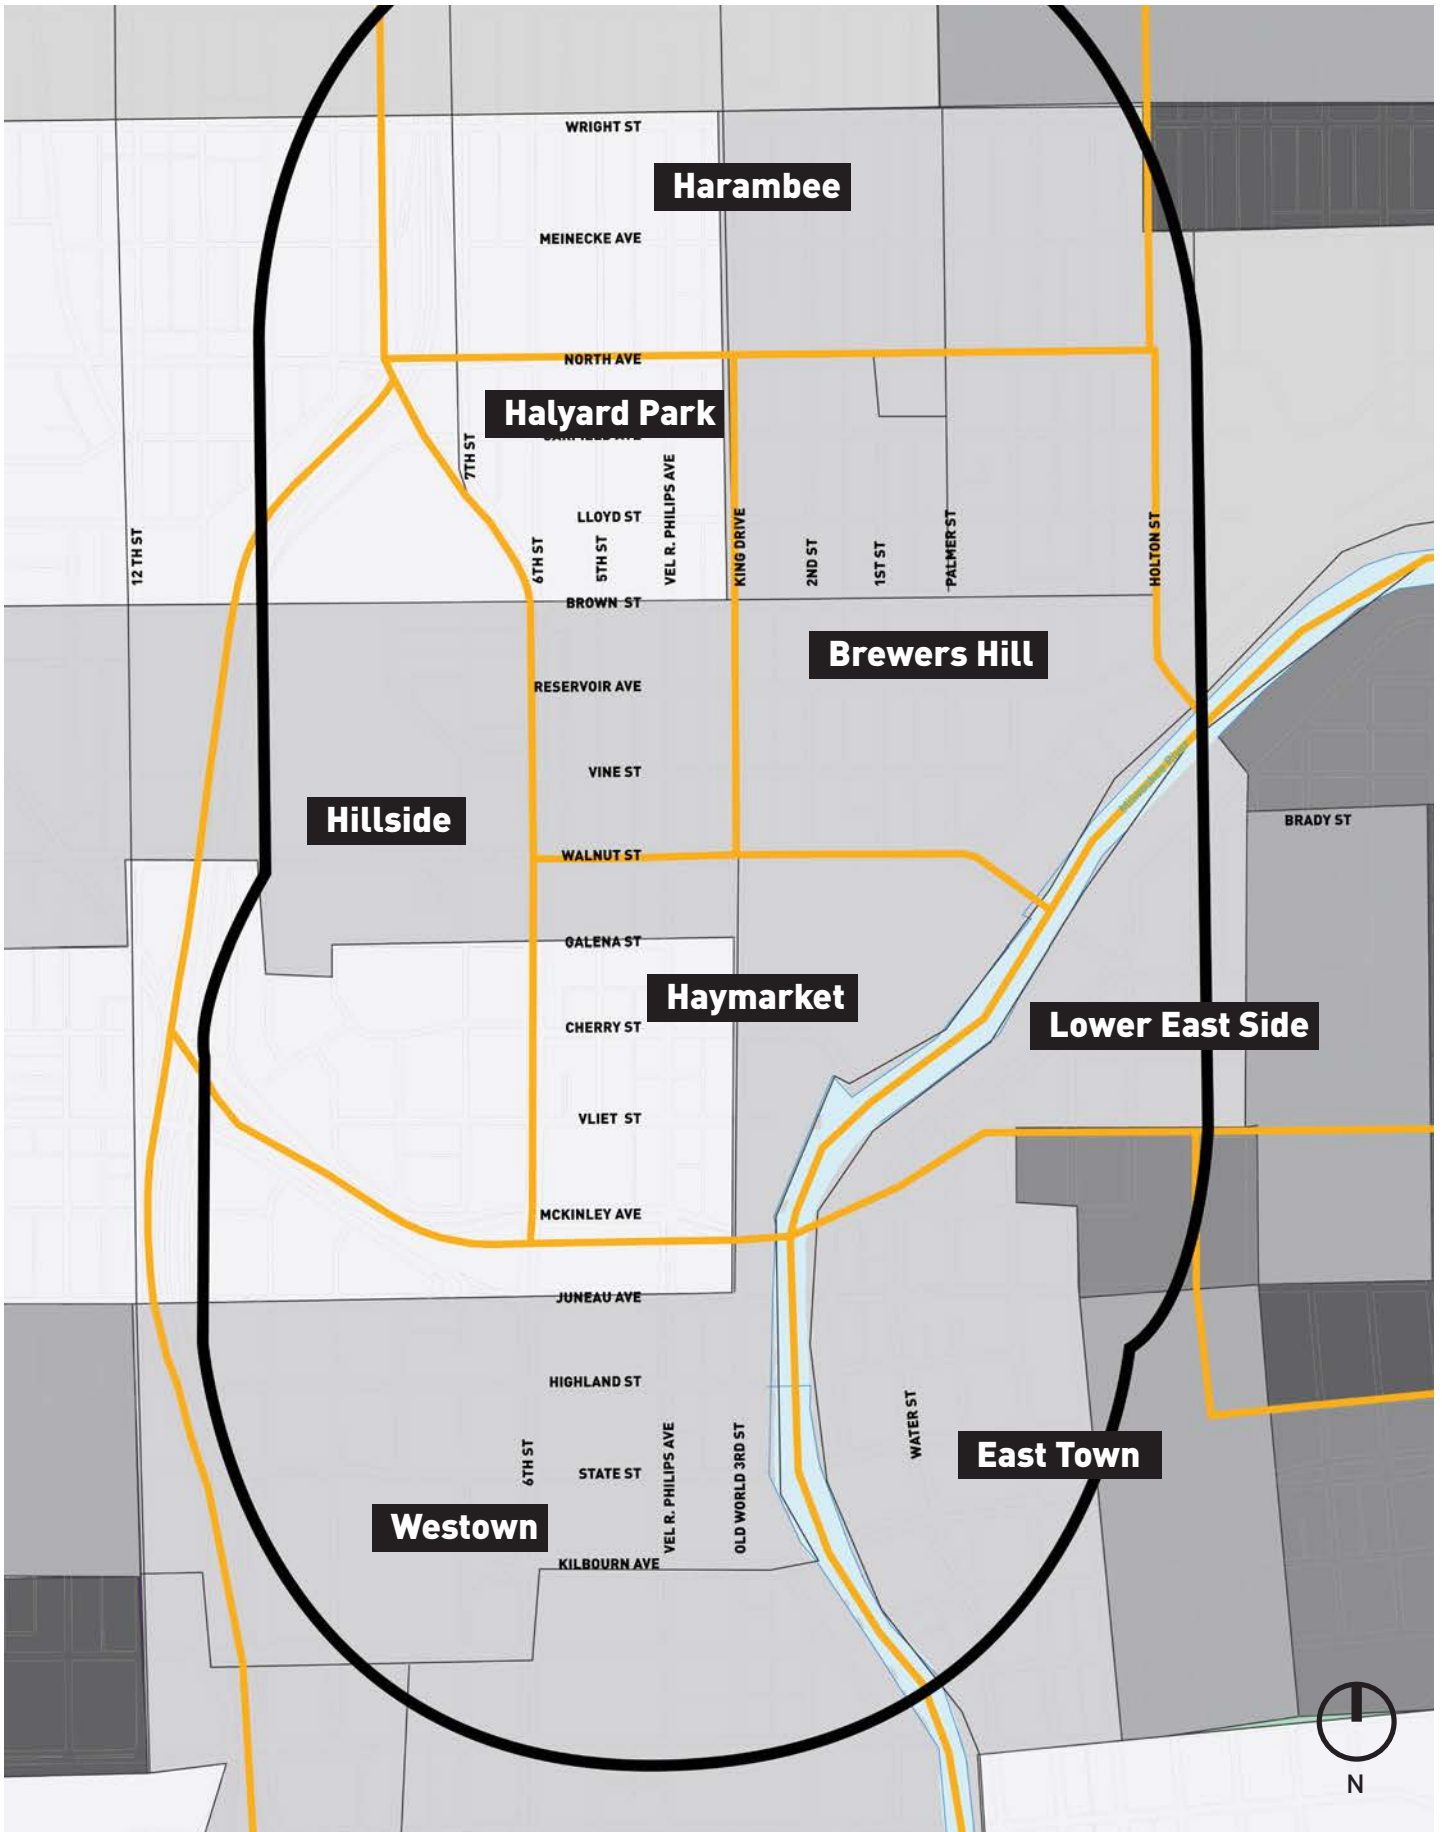 WRIGHT ST
Harambee
MEINECKE AVE
NORTH AVE
Halyard Park
7TH ST
LLOYD ST
12 TH ST
6TH ST
5TH ST
VEL R. PHILIPS AVE
KING DRIVE
2ND ST
1ST ST
PALMER ST
HOLTON ST
BROWN ST
Brewers Hill
RESERVOIR AVE
VINE ST
Milwaukee River
Hillside
BRADY ST
WALNUT ST
GALENA ST
Haymarket
CHERRY ST
Lower East Side
VLIET ST
MCKINLEY AVE
JUNEAU AVE
HIGHLAND ST
6TH ST
STATE ST
VEL R. PHILIPS AVE
OLD WORLD 3RD ST
WATER ST
East Town
Westown
KILBOURN AVE
N